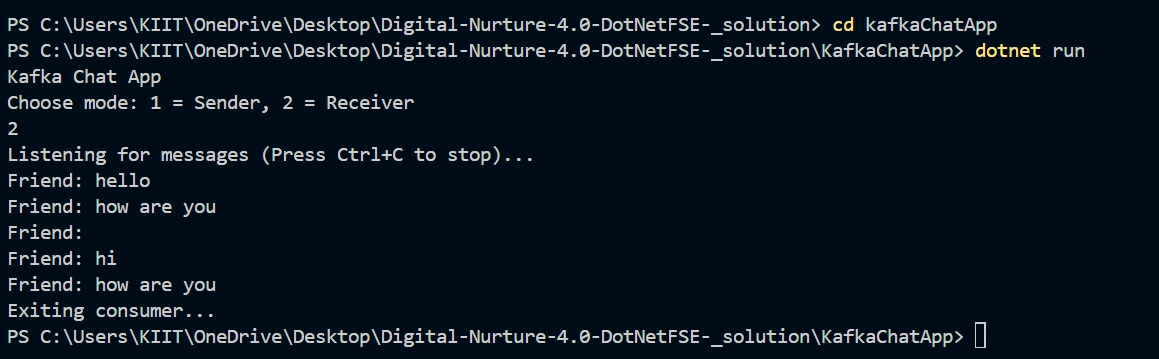 PS C:\Users\KIIT\OneDrive\Desktop\Digital-Nurture-4.0-DotNetFSE-_solution> cd kafkaChatApp
PS C:\Users\KIIT\OneDrive\Desktop\Digital-Nurture-4.0-DotNetFSE-_solution\KafkaChatApp> dotnet run
Kafka Chat App
Choose mode: 1 = Sender, 2 = Receiver
2
Listening for messages (Press Ctrl+C to stop)...
Friend: hello
Friend: how are you
Friend:
Friend: hi
Friend: how are you
Exiting consumer...
PS C:\Users\KIIT\OneDrive\Desktop\Digital-Nurture-4.0-DotNetFSE-_solution\KafkaChatApp>